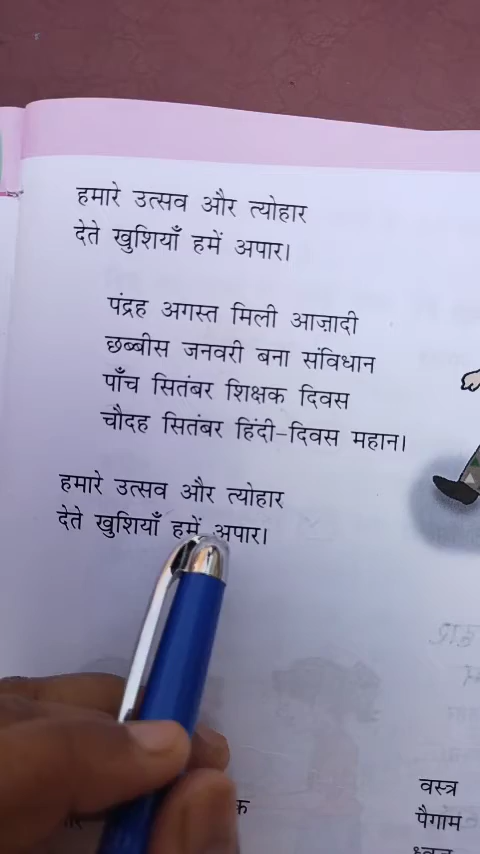 हमारे उत्सव और त्योहार
देते खुशियाँ हमें अपार।
पंद्रह अगस्त मिली आज़ादी
छब्बीस जनवरी बना संविधान
पाँच सितंबर शिक्षक दिवस
चौदह सितंबर हिंदी-दिवस महान।
हमारे उत्सव और त्योहार
देते खुशियाँ हमें अपार।
वस्त्र
पैगाम